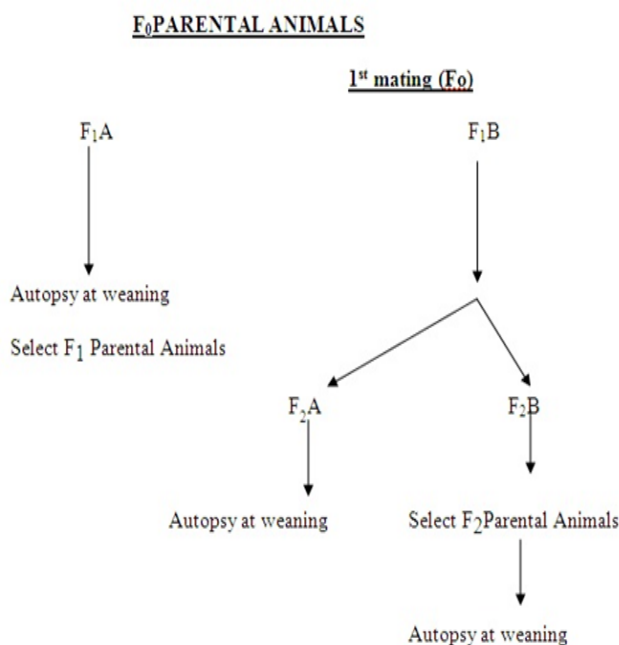 F₀PARENTAL ANIMALS
1st mating (Fo)
F₁A
F₁B
Autopsy at weaning
Select F1 Parental Animals
F₂A
F₂B
Autopsy at weaning
Select F2Parental Animals
Autopsy at weaning